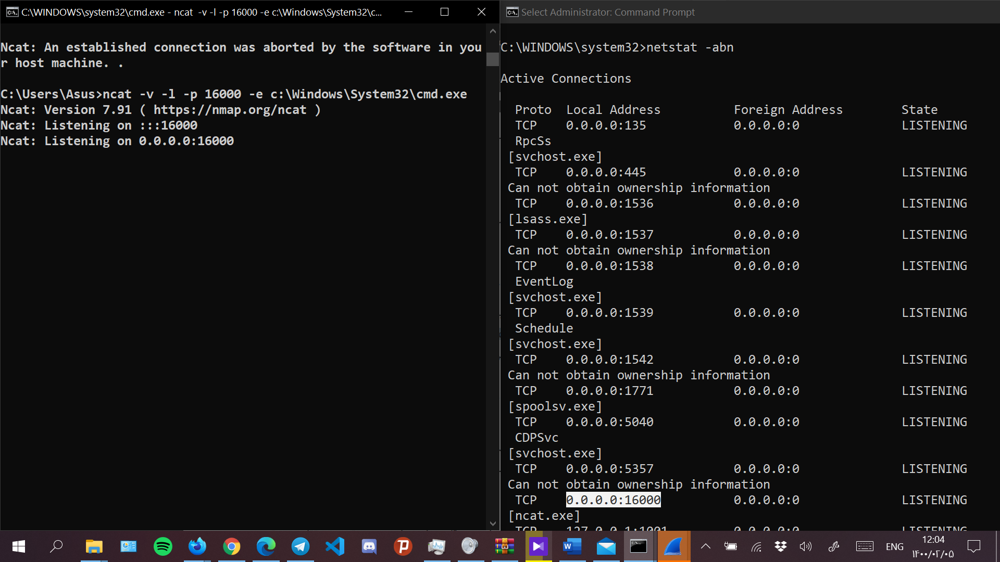 C:\WINDOWS\system32\cmd.exe - ncat  -v -l -p 16000 -e c:\Windows\System32\c...
Ncat: An established connection was aborted by the software in you
r host machine. .
C:\Users\Asus>ncat -v -l -p 16000 -e c:\Windows\System32\cmd.exe
Ncat: Version 7.91 ( https://nmap.org/ncat )
Ncat: Listening on :::16000
Ncat: Listening on 0.0.0.0:16000
Select Administrator: Command Prompt
C:\WINDOWS\system32>netstat -abn
Active Connections
Proto  Local Address          Foreign Address        State
TCP    0.0.0.0:135            0.0.0.0:0              LISTENING
RpcSs
[svchost.exe]
TCP    0.0.0.0:445            0.0.0.0:0              LISTENING
Can not obtain ownership information
TCP    0.0.0.0:1536           0.0.0.0:0              LISTENING
[lsass.exe]
TCP    0.0.0.0:1537           0.0.0.0:0              LISTENING
Can not obtain ownership information
TCP    0.0.0.0:1538           0.0.0.0:0              LISTENING
EventLog
[svchost.exe]
TCP    0.0.0.0:1539           0.0.0.0:0              LISTENING
Schedule
[svchost.exe]
TCP    0.0.0.0:1542           0.0.0.0:0              LISTENING
Can not obtain ownership information
TCP    0.0.0.0:1771           0.0.0.0:0              LISTENING
[spoolsv.exe]
TCP    0.0.0.0:5040           0.0.0.0:0              LISTENING
CDPSvc
[svchost.exe]
TCP    0.0.0.0:5357           0.0.0.0:0              LISTENING
Can not obtain ownership information
TCP    0.0.0.0:16000          0.0.0.0:0              LISTENING
[ncat.exe]
TCP    127.0.0.1:1001         0.0.0.0:0              LISTENING
ENG
12:04
۱۴۰۰/۰۲/۰۵